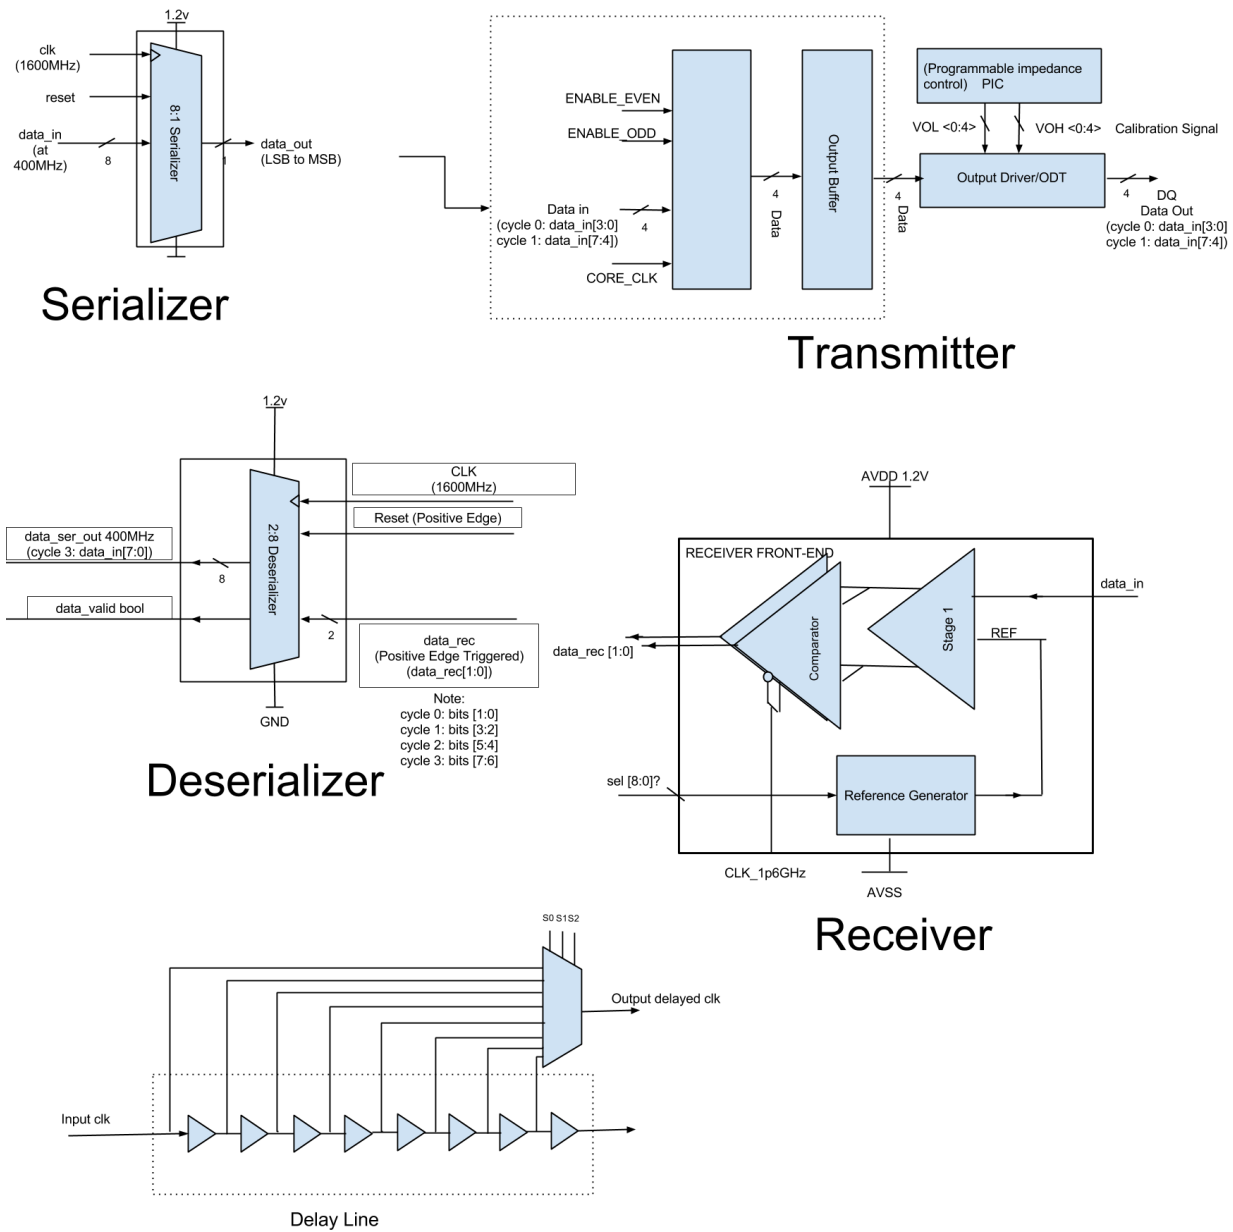 1.2v
clk
(1600MHz)
reset
data_in
(at
400MHz)
8
8:1 Serializer
1
data_out
(LSB to MSB)
Serializer
ENABLE_EVEN
ENABLE_ODD
Data in
(cycle 0: data_in[3:0]
cycle 1: data_in[7:4])
4
CORE_CLK
4
Data
Output Buffer
4
Data
(Programmable impedance
control) PIC
VOL <0:4>
VOH <0:4>
Calibration Signal
Output Driver/ODT
4
DQ
Data Out
(cycle 0: data_in[3:0]
cycle 1: data_in[7:4])
Transmitter
1.2v
CLK
(1600MHz)
Reset (Positive Edge)
data_ser_out 400MHz
(cycle 3: data_in[7:0])
8
2:8 Deserializer
data_valid bool
2
data_rec
(Positive Edge Triggered)
(data_rec[1:0])
Note:
cycle 0: bits [1:0]
cycle 1: bits [3:2]
cycle 2: bits [5:4]
cycle 3: bits [7:6]
GND
Deserializer
AVDD 1.2V
RECEIVER FRONT-END
data_in
Stage 1
REF
Comparator
data_rec [1:0]
sel [8:0]?
Reference Generator
CLK_1p6GHz
AVSS
Receiver
S0 S1 S2
Output delayed clk
Input clk
Delay Line